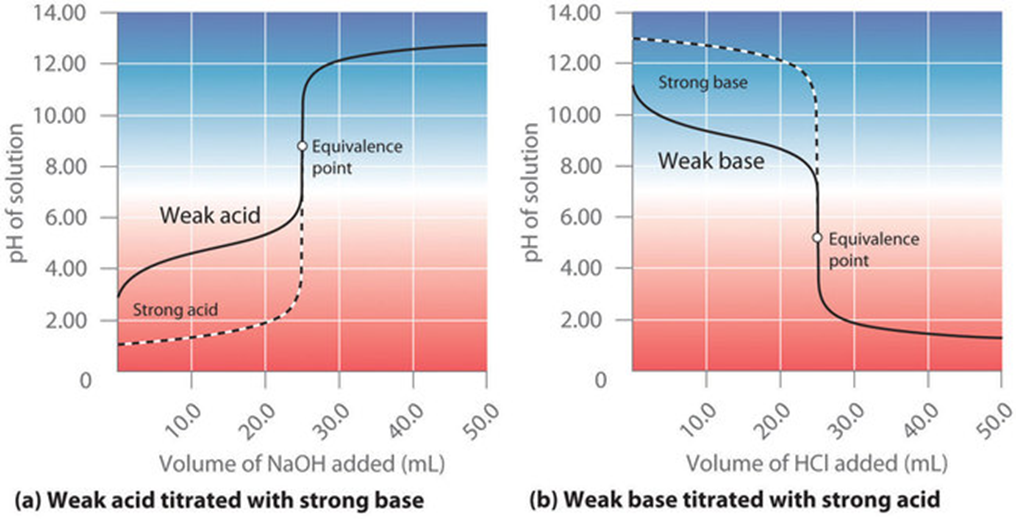 14.00
12.00
10.00
8.00
6.00
4.00
2.00
0
pH of solution
Equivalence
point
Weak acid
Strong acid
10.0
20.0
30.0
40.0
50.0
Volume of NaOH added (mL)
(a) Weak acid titrated with strong base
14.00
12.00
10.00
8.00
6.00
4.00
2.00
0
pH of solution
Strong base
Weak base
Equivalence
point
10.0
20.0
30.0
40.0
50.0
Volume of HCl added (mL)
(b) Weak base titrated with strong acid